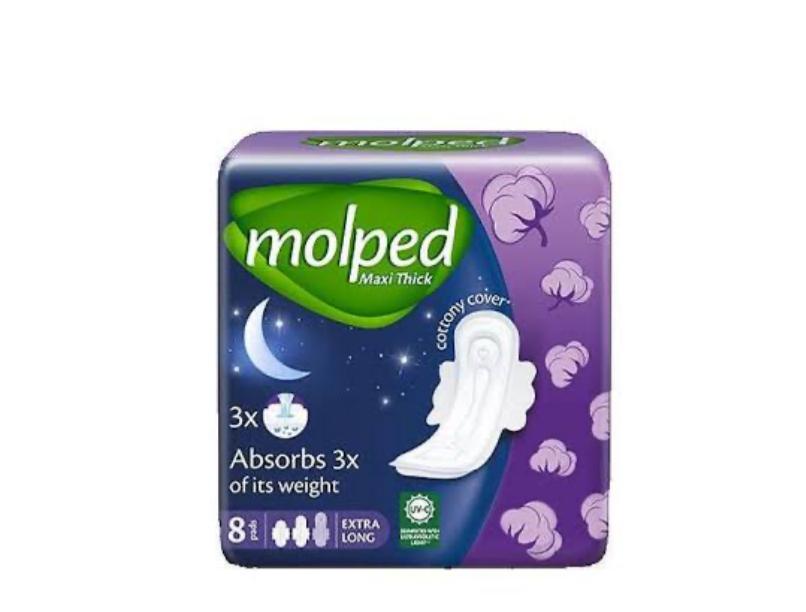 molped
molped
Maxi Thick
cottony cover*
3x
Absorbs 3x
of its weight
8 pads
EXTRA
LONG
UV-C